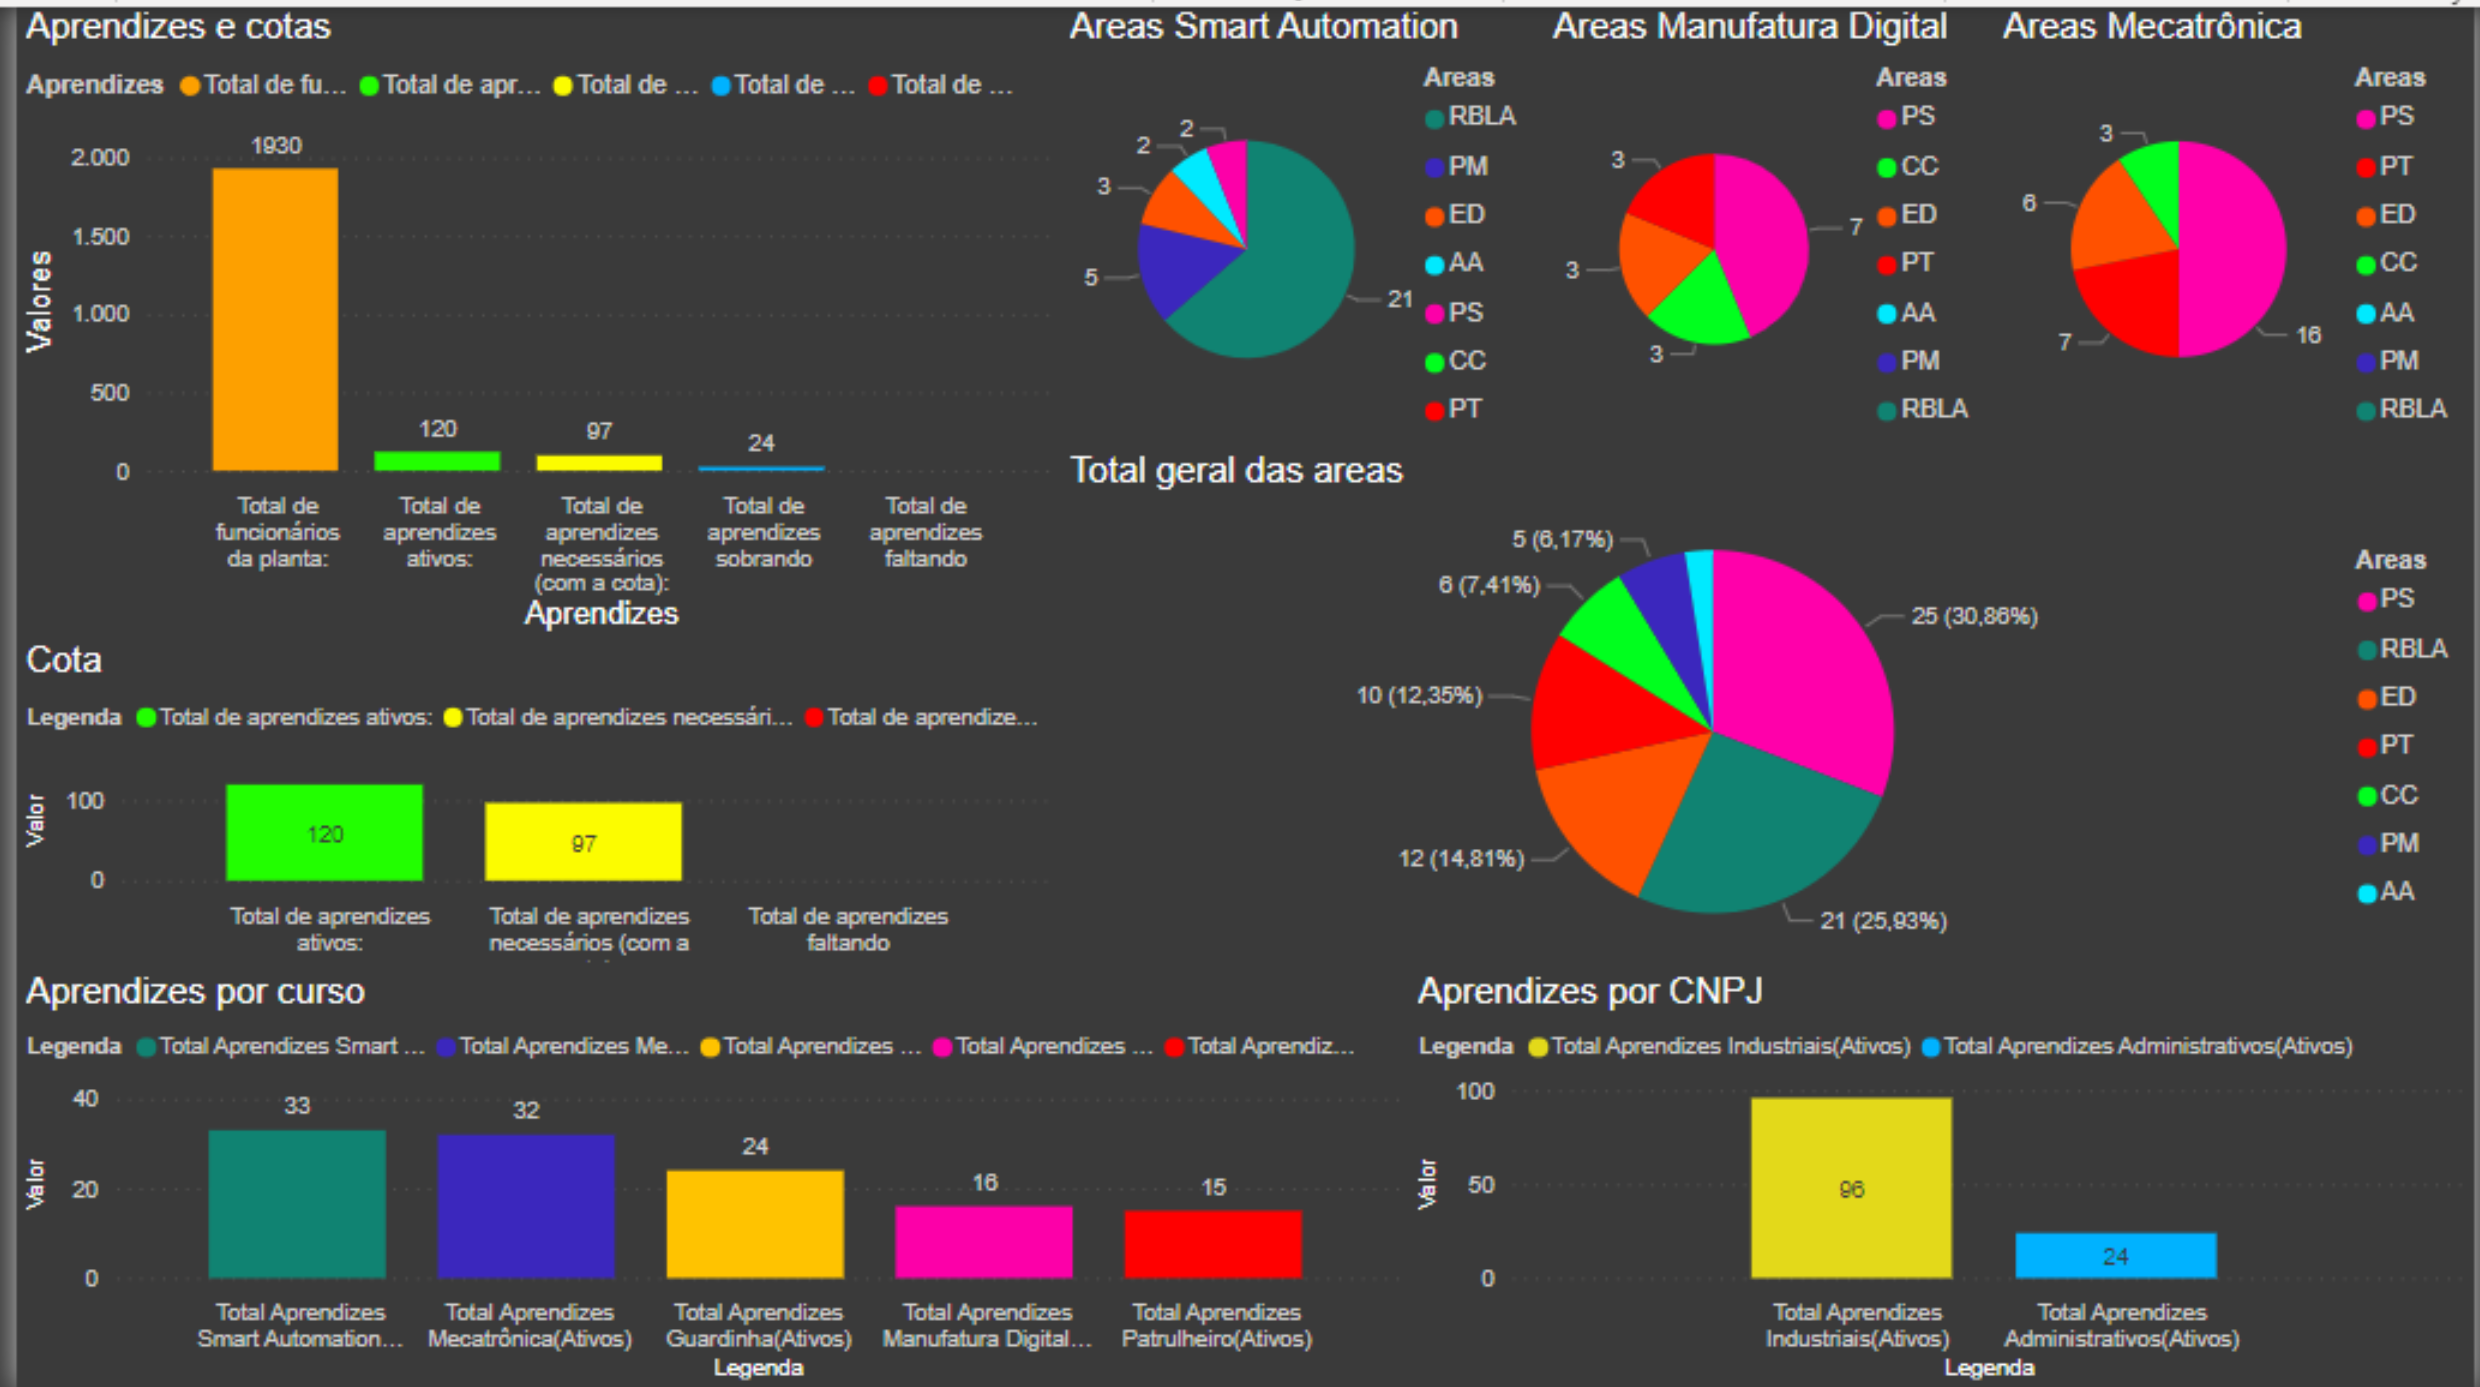 Aprendizes e cotas
Aprendizes Total de fu... Total de apr... Total de ... Total de ... Total de ...
Valores
2.000
1.500
1.000
500
0
1930
120
97
24
Total de funcionários da planta:
Total de aprendizes ativos:
Total de aprendizes necessários (com a cota):
Total de aprendizes sobrando
Total de aprendizes faltando
Aprendizes
Areas Smart Automation
2
2
3
5
21
Areas
RBLA
PM
ED
AA
PS
CC
PT
Areas Manufatura Digital
3
3
3
7
Areas
PS
CC
ED
PT
AA
PM
RBLA
Areas Mecatrônica
3
6
7
16
Areas
PS
PT
ED
CC
AA
PM
RBLA
Total geral das areas
5 (6,17%)
6 (7,41%)
10 (12,35%)
12 (14,81%)
25 (30,86%)
21 (25,93%)
Areas
PS
RBLA
ED
PT
CC
PM
AA
Cota
Legenda Total de aprendizes ativos: Total de aprendizes necessári... Total de aprendize...
Valor
100
0
120
97
Total de aprendizes ativos:
Total de aprendizes necessários (com a
Total de aprendizes faltando
Aprendizes por curso
Legenda Total Aprendizes Smart ... Total Aprendizes Me... Total Aprendizes ... Total Aprendizes ... Total Aprendiz...
Valor
40
20
0
33
32
24
16
15
Total Aprendizes Smart Automation...
Total Aprendizes Mecatrônica(Ativos)
Total Aprendizes Guardinha(Ativos)
Total Aprendizes Manufatura Digital...
Total Aprendizes Patrulheiro(Ativos)
Legenda
Aprendizes por CNPJ
Legenda Total Aprendizes Industriais(Ativos) Total Aprendizes Administrativos(Ativos)
Valor
100
50
0
96
24
Total Aprendizes Industriais(Ativos)
Total Aprendizes Administrativos(Ativos)
Legenda